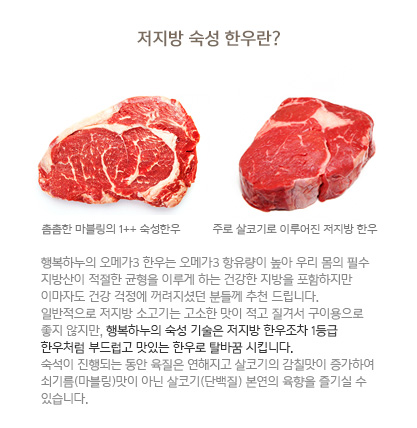 저지방 숙성 한우란?
촘촘한 마블링의 1++ 숙성한우
주로 살코기로 이루어진 저지방 한우
행복하누의 오메가3 한우는 오메가3 함유량이 높아 우리 몸의 필수
지방산이 적절한 균형을 이루게 하는 건강한 지방을 포함하지만
이마자도 건강 걱정에 꺼려지셨던 분들께 추천 드립니다.
일반적으로 저지방 소고기는 고소한 맛이 적고 질겨서 구이용으로
좋지 않지만, 행복하누의 숙성 기술은 저지방 한우조차 1등급
한우처럼 부드럽고 맛있는 한우로 탈바꿈 시킵니다.
숙석이 진행되는 동안 육질은 연해지고 살코기의 감칠맛이 증가하여
쇠기름(마블링)맛이 아닌 살코기(단백질) 본연의 육향을 즐기실 수
있습니다.